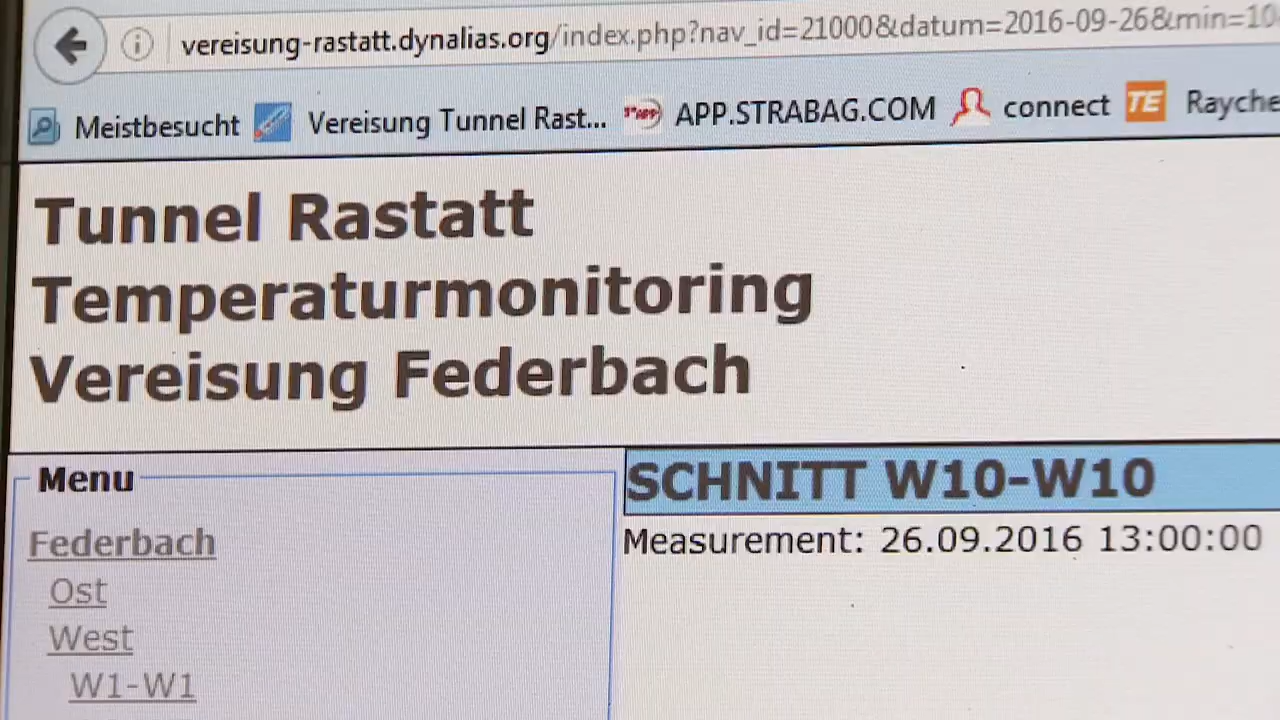 vereisung-rastatt.dynalias.org/index.php?nav_id=21000&datum=2016-09-26&min=10
Meistbesucht Vereisung Tunnel Rast... APP.STRABAG.COM connect TE Rayche
Tunnel Rastatt
Temperaturmonitoring
Vereisung Federbach
Menu
Federbach
Ost
West
W1-W1
SCHNITT W10-W10
Measurement: 26.09.2016 13:00:00